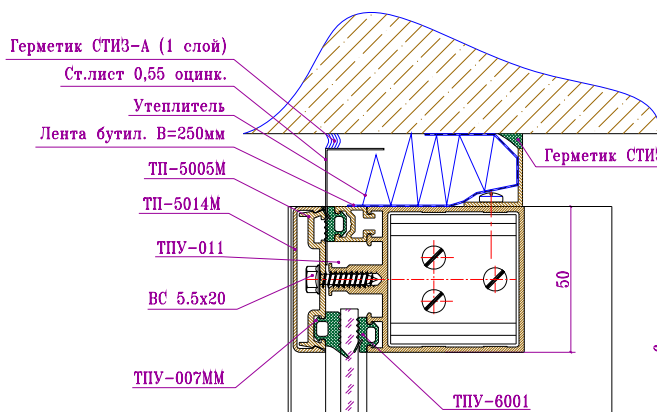 Герметик СТИЗ-А (1 слой)
Ст.лист 0,55 оцинк.
Утеплитель
Лента бутил. В=250мм
Герметик СТИ
ТП-5005М
ТП-5014М
ТПУ-011
ВС 5.5х20
50
ТПУ-007ММ
ТПУ-6001